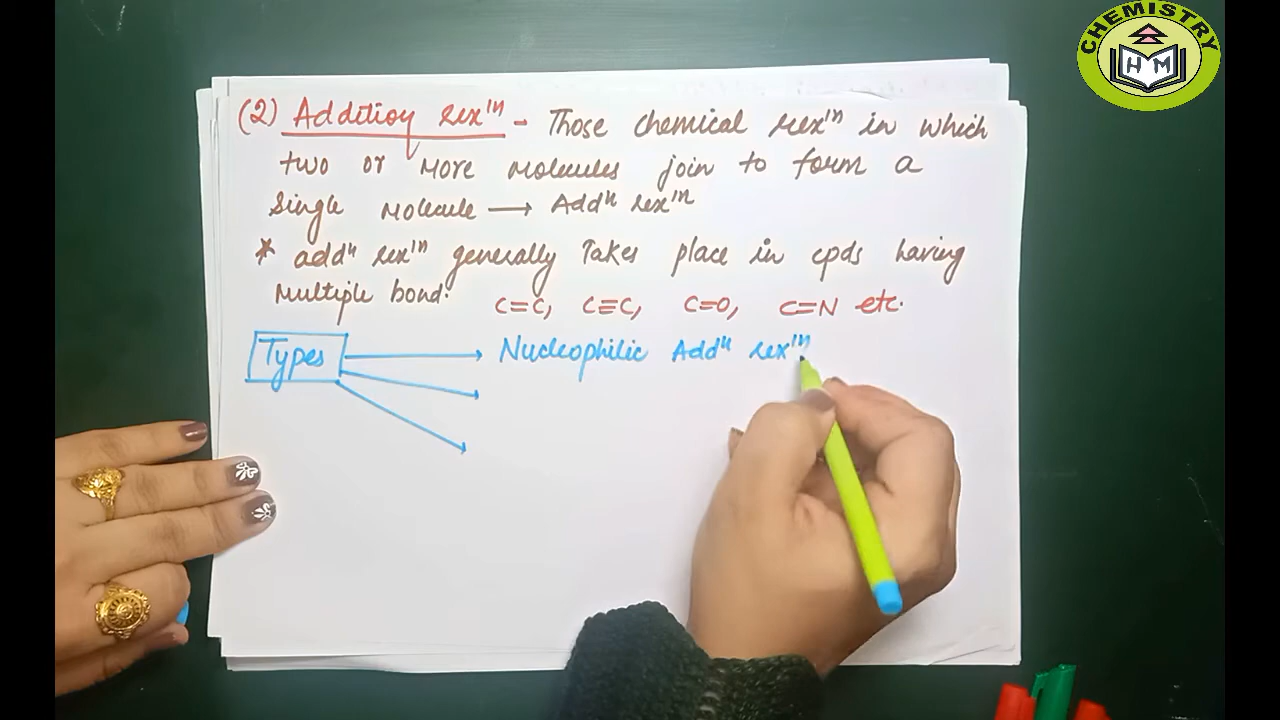 CHEMISTRY
H M
(2) Addition rexⁿ - Those chemical rexⁿ in which
two or more molecules join to form a
single molecule → Addⁿ rexⁿ
* addⁿ rexⁿ generally takes place in cpds having
multiple bond. C=C, C≡C, C=O, C=N etc.
Types → Nucleophilic Addⁿ rexⁿ